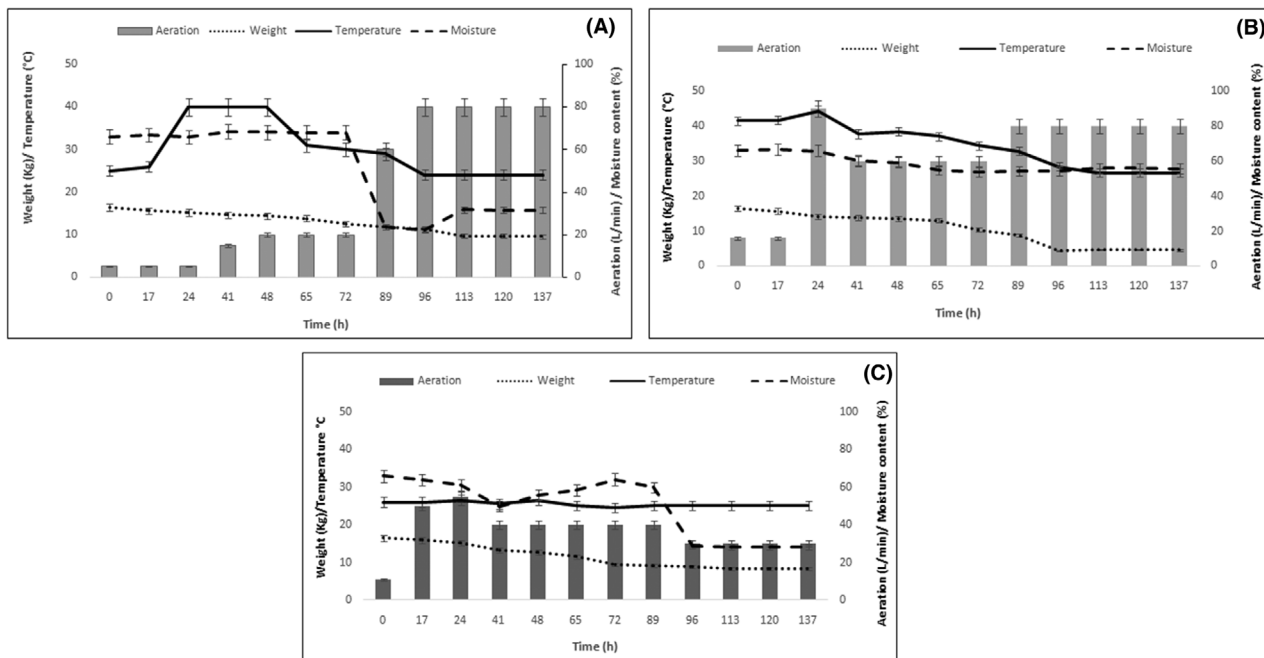 (A)
Aeration Weight Temperature Moisture
Weight (Kg)/ Temperature (°C)
50
40
30
20
10
0
100
80
60
40
20
0
Aeration (L/min) / Moisture content (%)
0 17 24 41 48 65 72 89 96 113 120 137
Time (h)
(B)
Aeration Weight Temperature Moisture
Weight (Kg)/Temperature (°C)
50
40
30
20
10
0
100
80
60
40
20
0
Aeration (L/min)/ Moisture content (%)
0 17 24 41 48 65 72 89 96 113 120 137
Time (h)
(C)
Aeration Weight Temperature Moisture
Weight (Kg)/Temperature °C
50
40
30
20
10
0
100
80
60
40
20
0
Aeration (L/min)/ Moisture content (%)
0 17 24 41 48 65 72 89 96 113 120 137
Time (h)